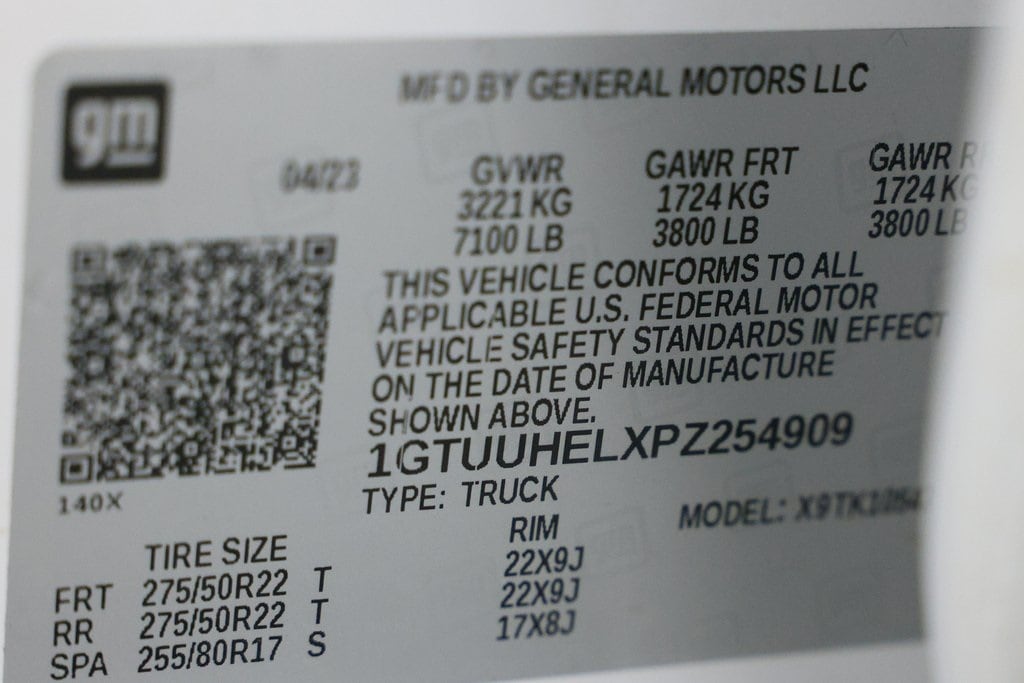 gm
MFD BY GENERAL MOTORS LLC
04/23 GVWR GAWR FRT GAWR
3221 KG 1724 KG 1724 KG
7100 LB 3800 LB 3800 LB
THIS VEHICLE CONFORMS TO ALL
APPLICABLE U.S. FEDERAL MOTOR
VEHICLE SAFETY STANDARDS IN EFFECT
ON THE DATE OF MANUFACTURE
SHOWN ABOVE.
1GTUUHELXPZ254909
140X
TYPE: TRUCK
MODEL:
TIRE SIZE RIM
FRT 275/50R22 T 22X9J
RR 275/50R22 T 22X9J
SPA 255/80R17 S 17X8J